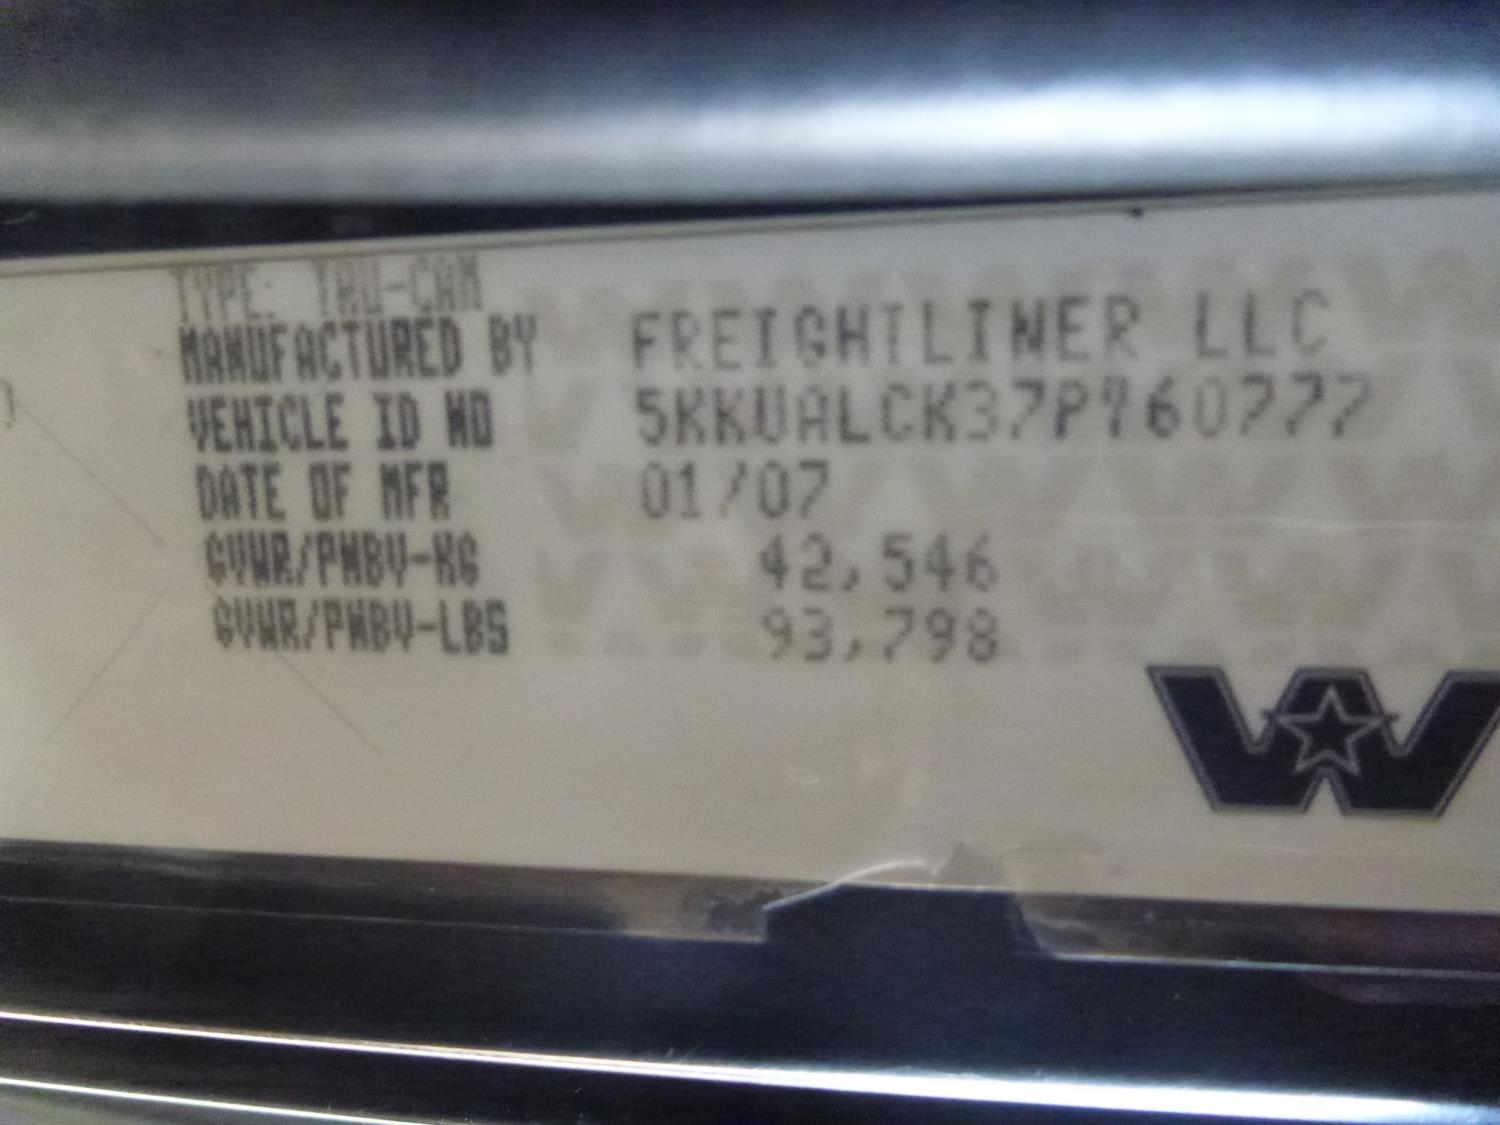 TYPE: TRU-CAM
MANUFACTURED BY FREIGHTLINER LLC
VEHICLE ID NO 5KKUALCK37PY60777
DATE OF MFR 01/07
GVWR/PNBV-KG 42,546
GVWR/PNBV-LBS 93,798